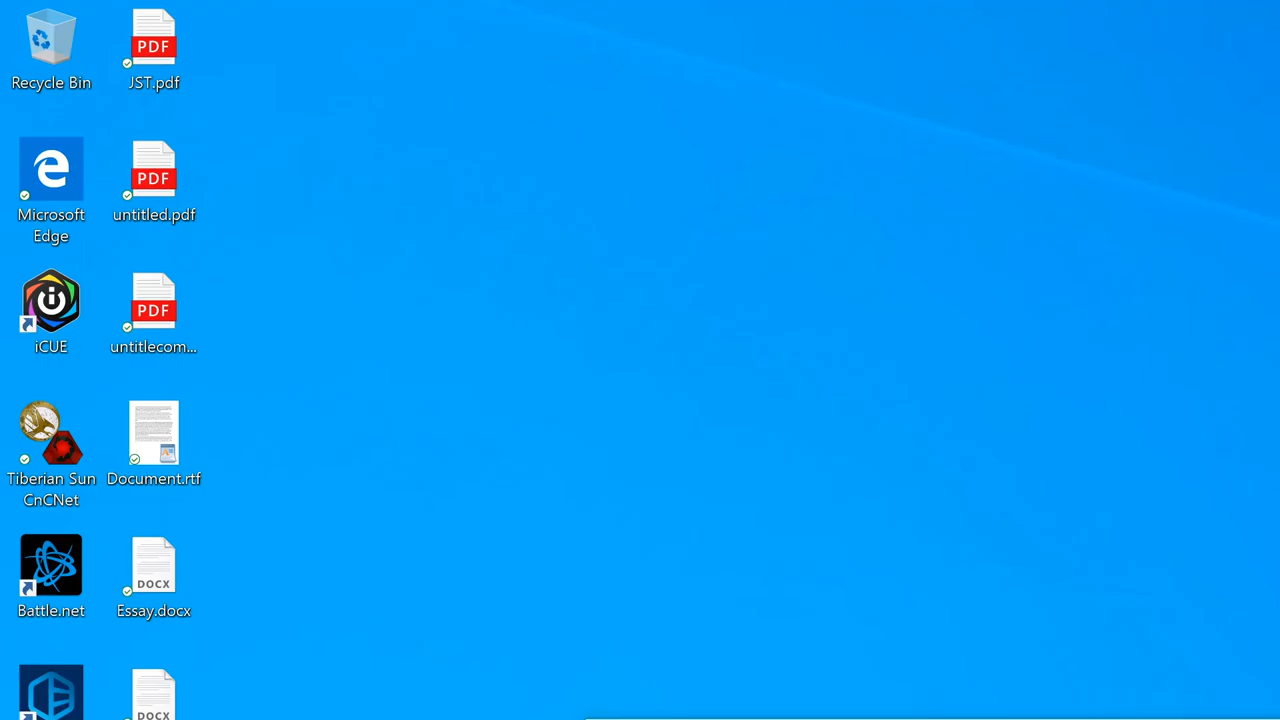 Recycle Bin
PDF
JST.pdf
Microsoft
Edge
PDF
untitled.pdf
iCUE
PDF
untitlecom...
Tiberian Sun
CnCNet
Document.rtf
Battle.net
DOCX
Essay.docx
DOCX